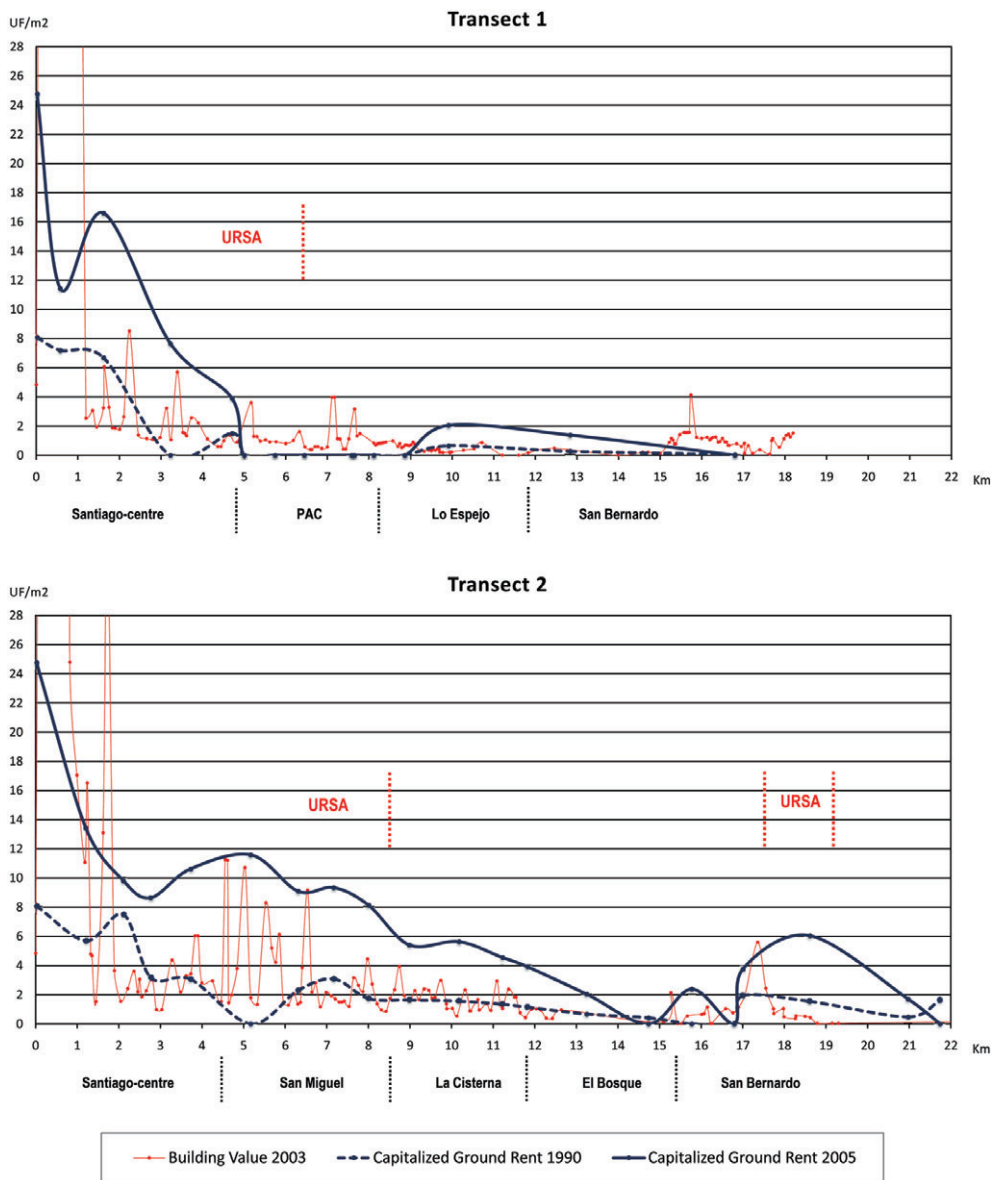 Transect 1
UF/m2
28
26
24
22
20
18
16
14
12
10
8
6
4
2
0
URSA
0 1 2 3 4 5 6 7 8 9 10 11 12 13 14 15 16 17 18 19 20 21 22
Km
Santiago-centre PAC Lo Espejo San Bernardo
Transect 2
UF/m2
28
26
24
22
20
18
16
14
12
10
8
6
4
2
0
URSA URSA
0 1 2 3 4 5 6 7 8 9 10 11 12 13 14 15 16 17 18 19 20 21 22
Km
Santiago-centre San Miguel La Cisterna El Bosque San Bernardo
Building Value 2003 Capitalized Ground Rent 1990 Capitalized Ground Rent 2005